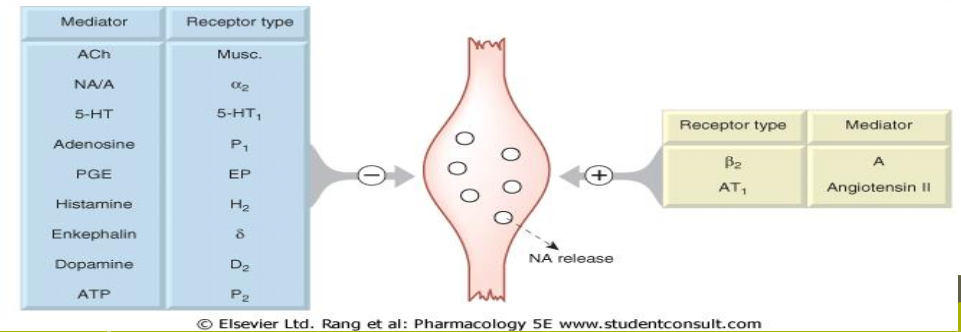 Mediator Receptor type
ACh Musc.
NA/A α₂
5-HT 5-HT₁
Adenosine P₁
PGE EP
Histamine H₂
Enkephalin δ
Dopamine D₂
ATP P₂
−
+
NA release
Receptor type Mediator
β₂ A
AT₁ Angiotensin II
© Elsevier Ltd. Rang et al: Pharmacology 5E www.studentconsult.com